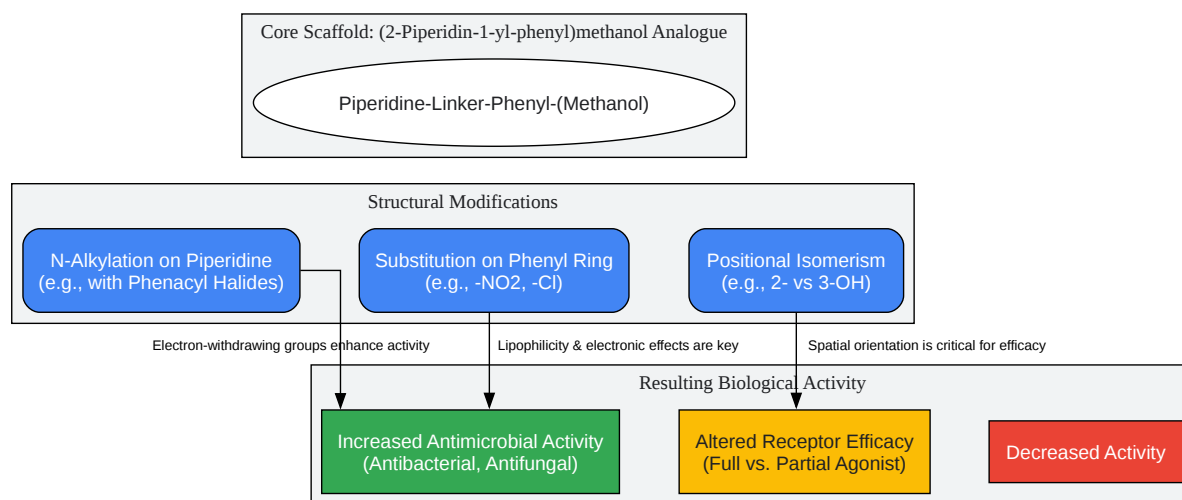 Core Scaffold: (2-Piperidin-1-yl-phenyl)methanol Analogue
Piperidine-Linker-Phenyl-(Methanol)
Structural Modifications
N-Alkylation on Piperidine
(e.g., with Phenacyl Halides)
Substitution on Phenyl Ring
(e.g., -NO2, -Cl)
Positional Isomerism
(e.g., 2- vs 3-OH)
Electron-withdrawing groups enhance activity
Lipophilicity & electronic effects are key
Spatial orientation is critical for efficacy
Resulting Biological Activity
Increased Antimicrobial Activity
(Antibacterial, Antifungal)
Altered Receptor Efficacy
(Full vs. Partial Agonist)
Decreased Activity